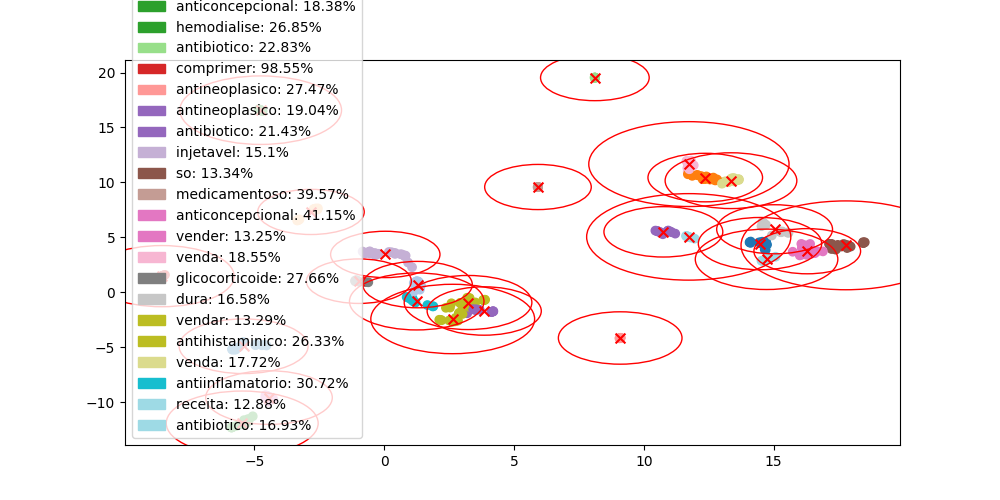 anticoncepcional: 18.38%
hemodialise: 26.85%
antibiotico: 22.83%
comprimer: 98.55%
antineoplasico: 27.47%
antineoplasico: 19.04%
antibiotico: 21.43%
injetavel: 15.1%
so: 13.34%
medicamentoso: 39.57%
anticoncepcional: 41.15%
vender: 13.25%
venda: 18.55%
glicocorticoide: 27.66%
dura: 16.58%
vendar: 13.29%
antihistaminico: 26.33%
venda: 17.72%
antiinflamatorio: 30.72%
receita: 12.88%
antibiotico: 16.93%
20
15
10
5
0
−5
−10
−5 0 5 10 15